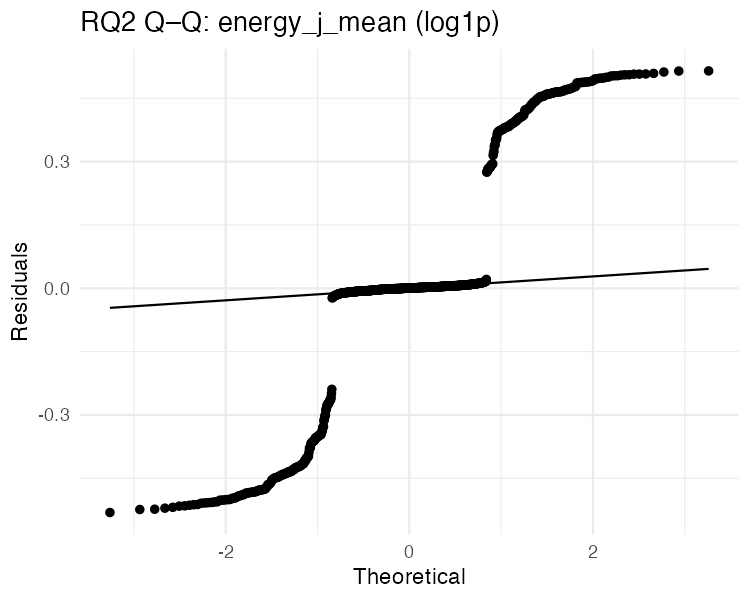 RQ2 Q–Q: energy_j_mean (log1p)
Residuals
0.3
0.0
-0.3
-2
0
2
Theoretical